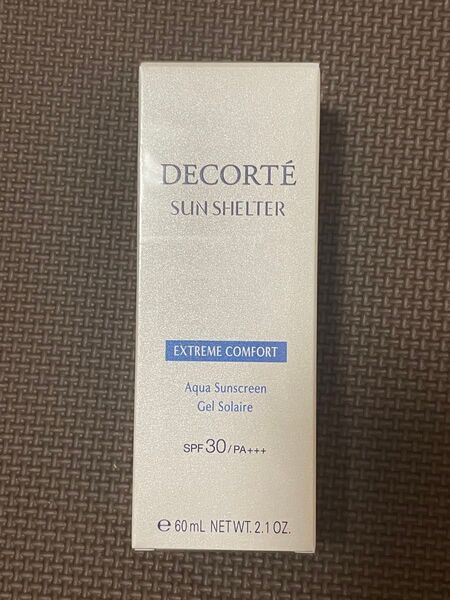 DECORTÉ
SUN SHELTER
EXTREME COMFORT
Aqua Sunscreen
Gel Solaire
SPF 30/PA+++
℮ 60 mL NET WT. 2.1 OZ.